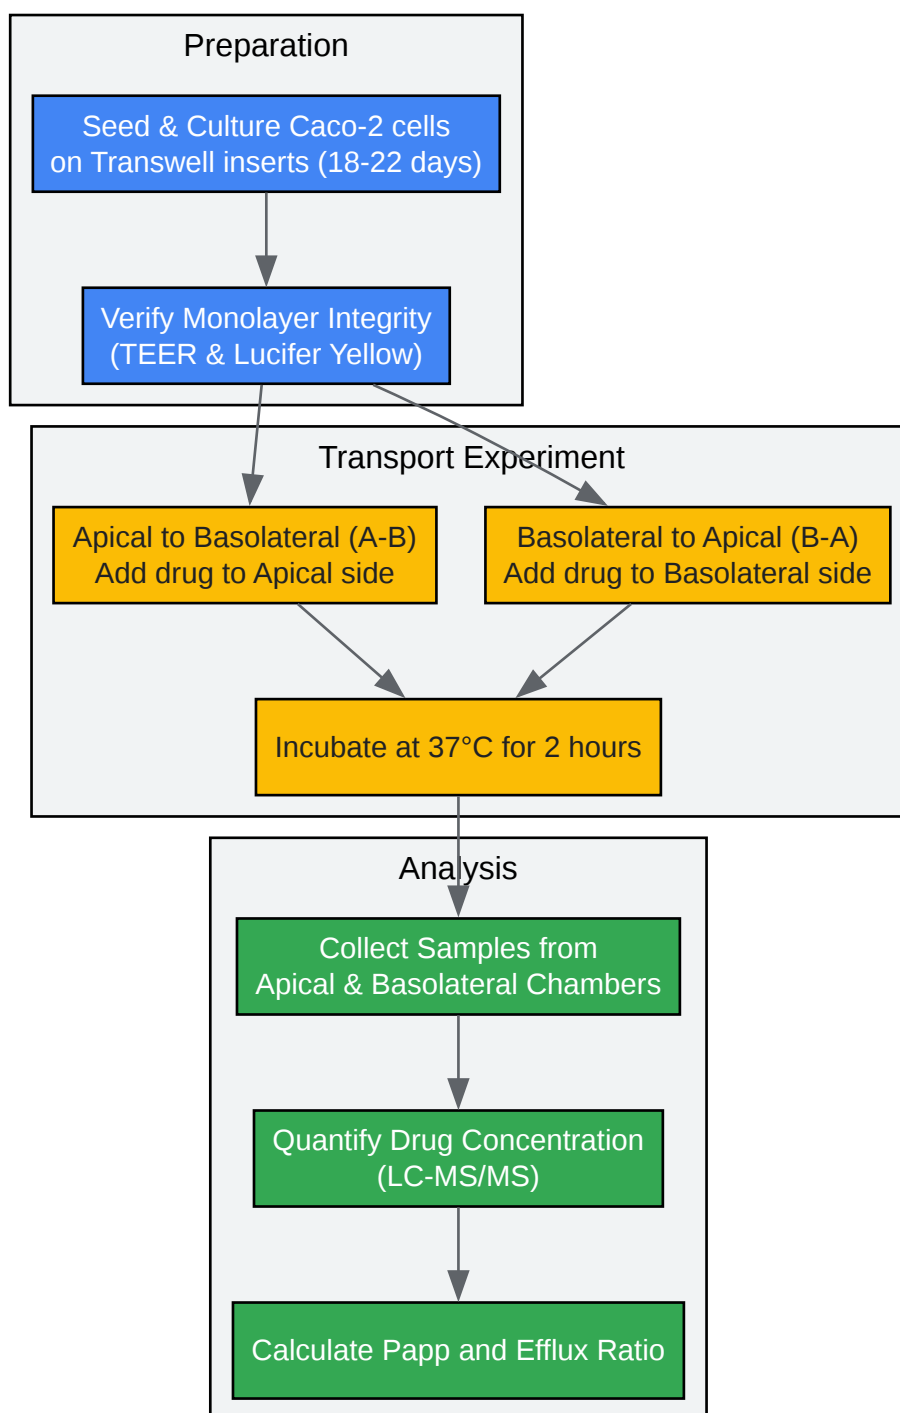 Preparation
Seed & Culture Caco-2 cells
on Transwell inserts (18-22 days)
Verify Monolayer Integrity
(TEER & Lucifer Yellow)
Transport Experiment
Apical to Basolateral (A-B)
Add drug to Apical side
Basolateral to Apical (B-A)
Add drug to Basolateral side
Incubate at 37°C for 2 hours
Analysis
Collect Samples from
Apical & Basolateral Chambers
Quantify Drug Concentration
(LC-MS/MS)
Calculate Papp and Efflux Ratio